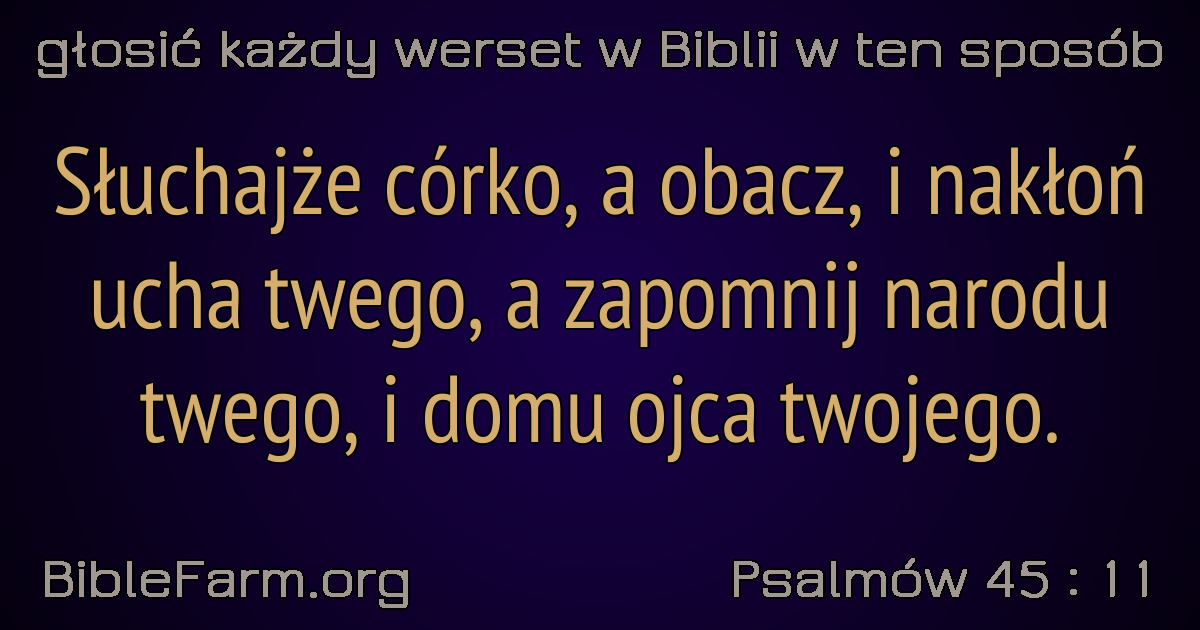 głosić każdy werset w Biblii w ten sposób
Słuchajże córko, a obacz, i nakłoń
ucha twego, a zapomnij narodu
twego, i domu ojca twojego.
BibleFarm.org
Psalmów 45 : 11